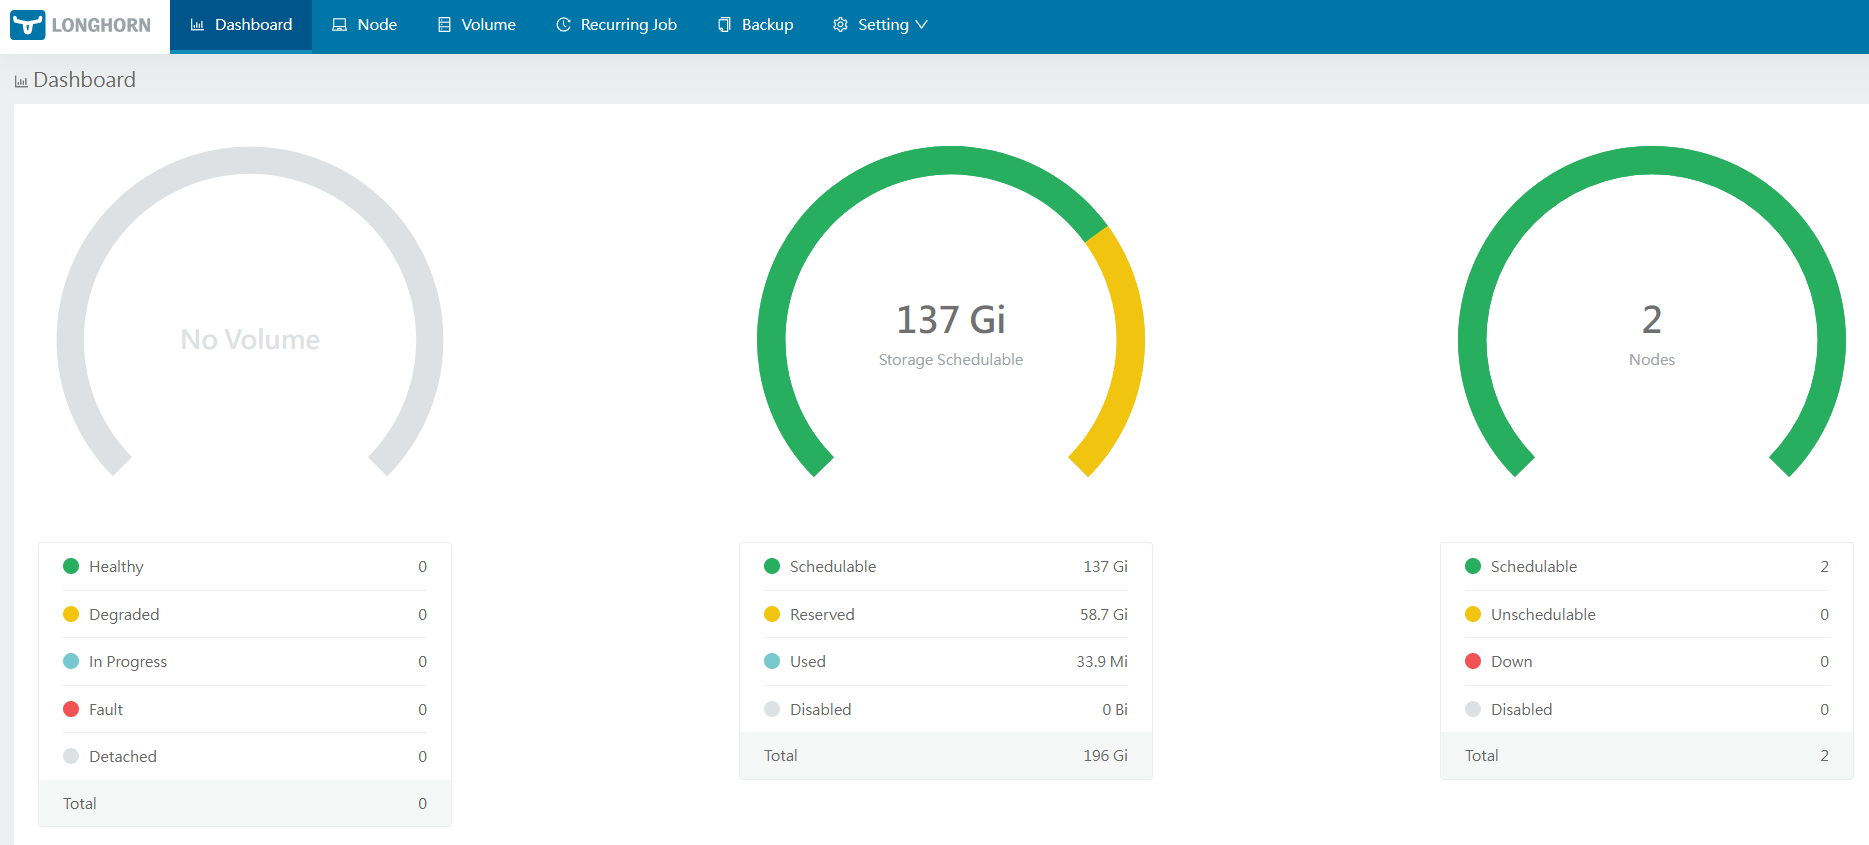 LONGHORN Dashboard Node Volume Recurring Job Backup Setting
Dashboard
No Volume
Healthy 0
Degraded 0
In Progress 0
Fault 0
Detached 0
Total 0
137 Gi
Storage Schedulable
Schedulable 137 Gi
Reserved 58.7 Gi
Used 33.9 Mi
Disabled 0 Bi
Total 196 Gi
2
Nodes
Schedulable 2
Unschedulable 0
Down 0
Disabled 0
Total 2